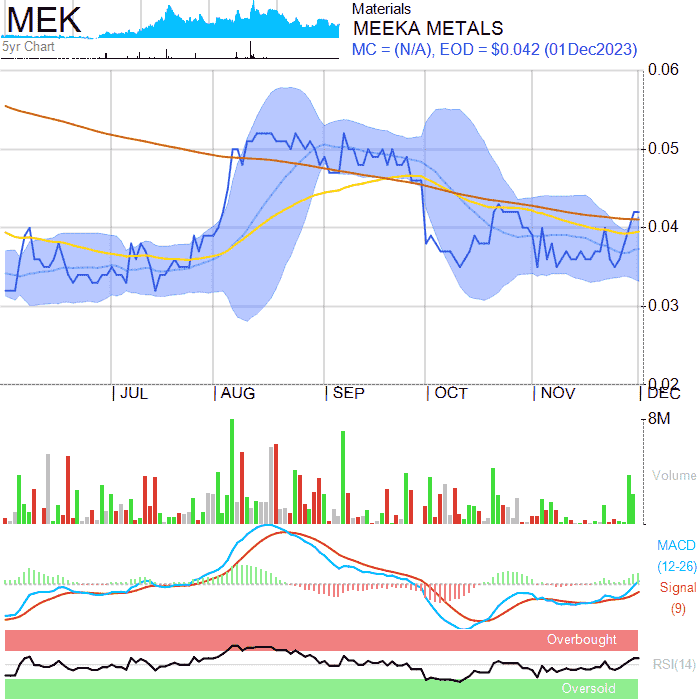 MEK
Materials
MEEKA METALS
5yr Chart
MC = (N/A), EOD = $0.042 (01Dec2023)
0.06
0.05
0.04
0.03
0.02
JUL AUG SEP OCT NOV DEC
8M
Volume
MACD
(12-26)
Signal
(9)
Overbought
RSI(14)
Oversold